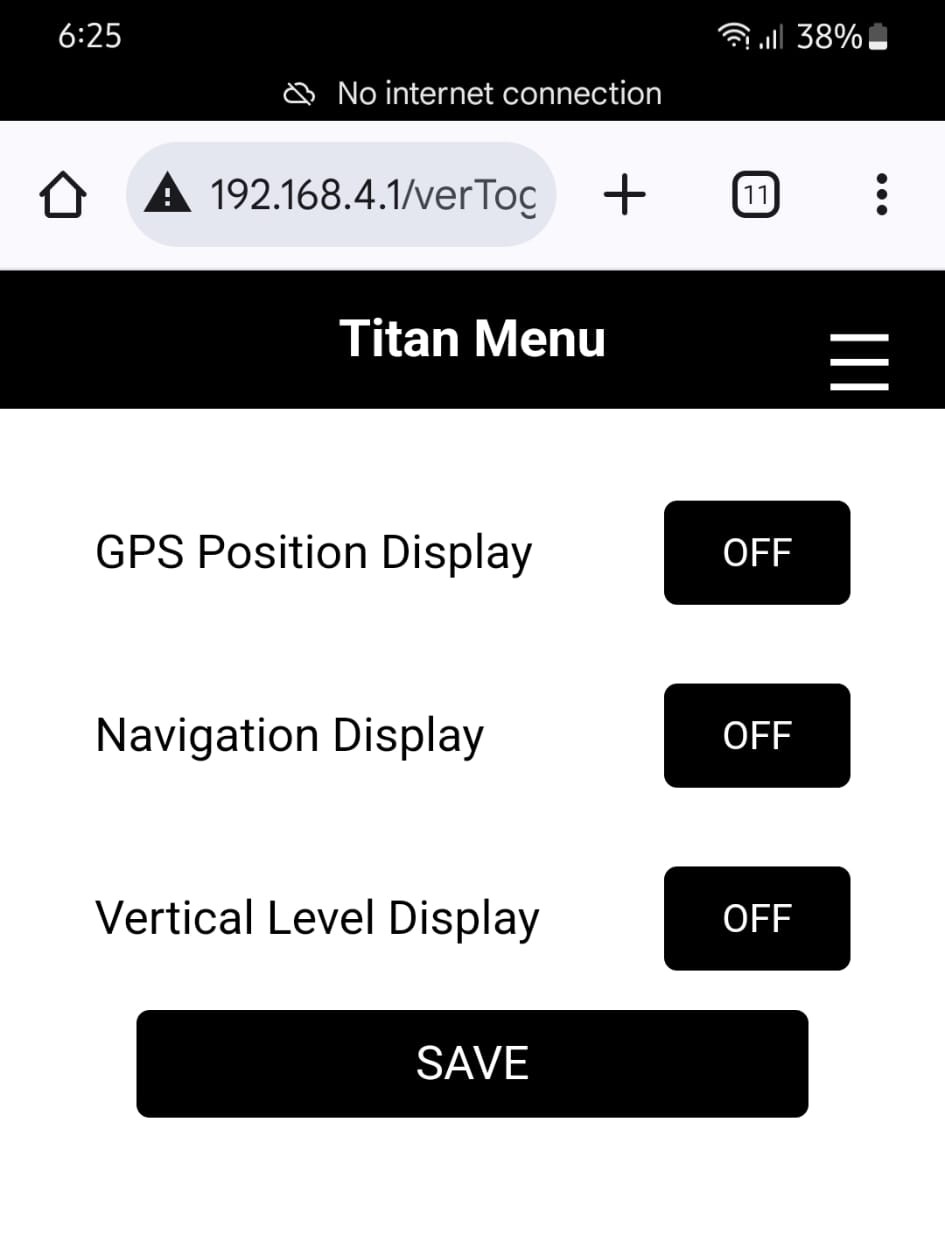 6:25 38%
No internet connection
192.168.4.1/verTog 11
Titan Menu
GPS Position Display OFF
Navigation Display OFF
Vertical Level Display OFF
SAVE